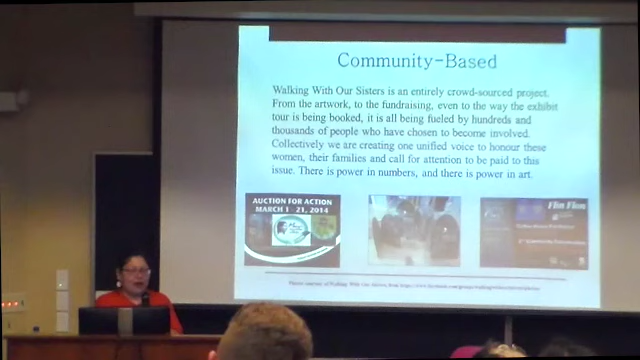 Community-Based
Walking With Our Sisters is an entirely crowd-sourced project.
From the artwork, to the fundraising, even to the way the exhibit
tour is being booked, it is all being fueled by hundreds and
thousands of people who have chosen to become involved.
Collectively we are creating one unified voice to honour these
women, their families and call for attention to be paid to this
issue. There is power in numbers, and there is power in art.
AUCTION FOR ACTION
MARCH 1 - 21, 2014
Flin Flon